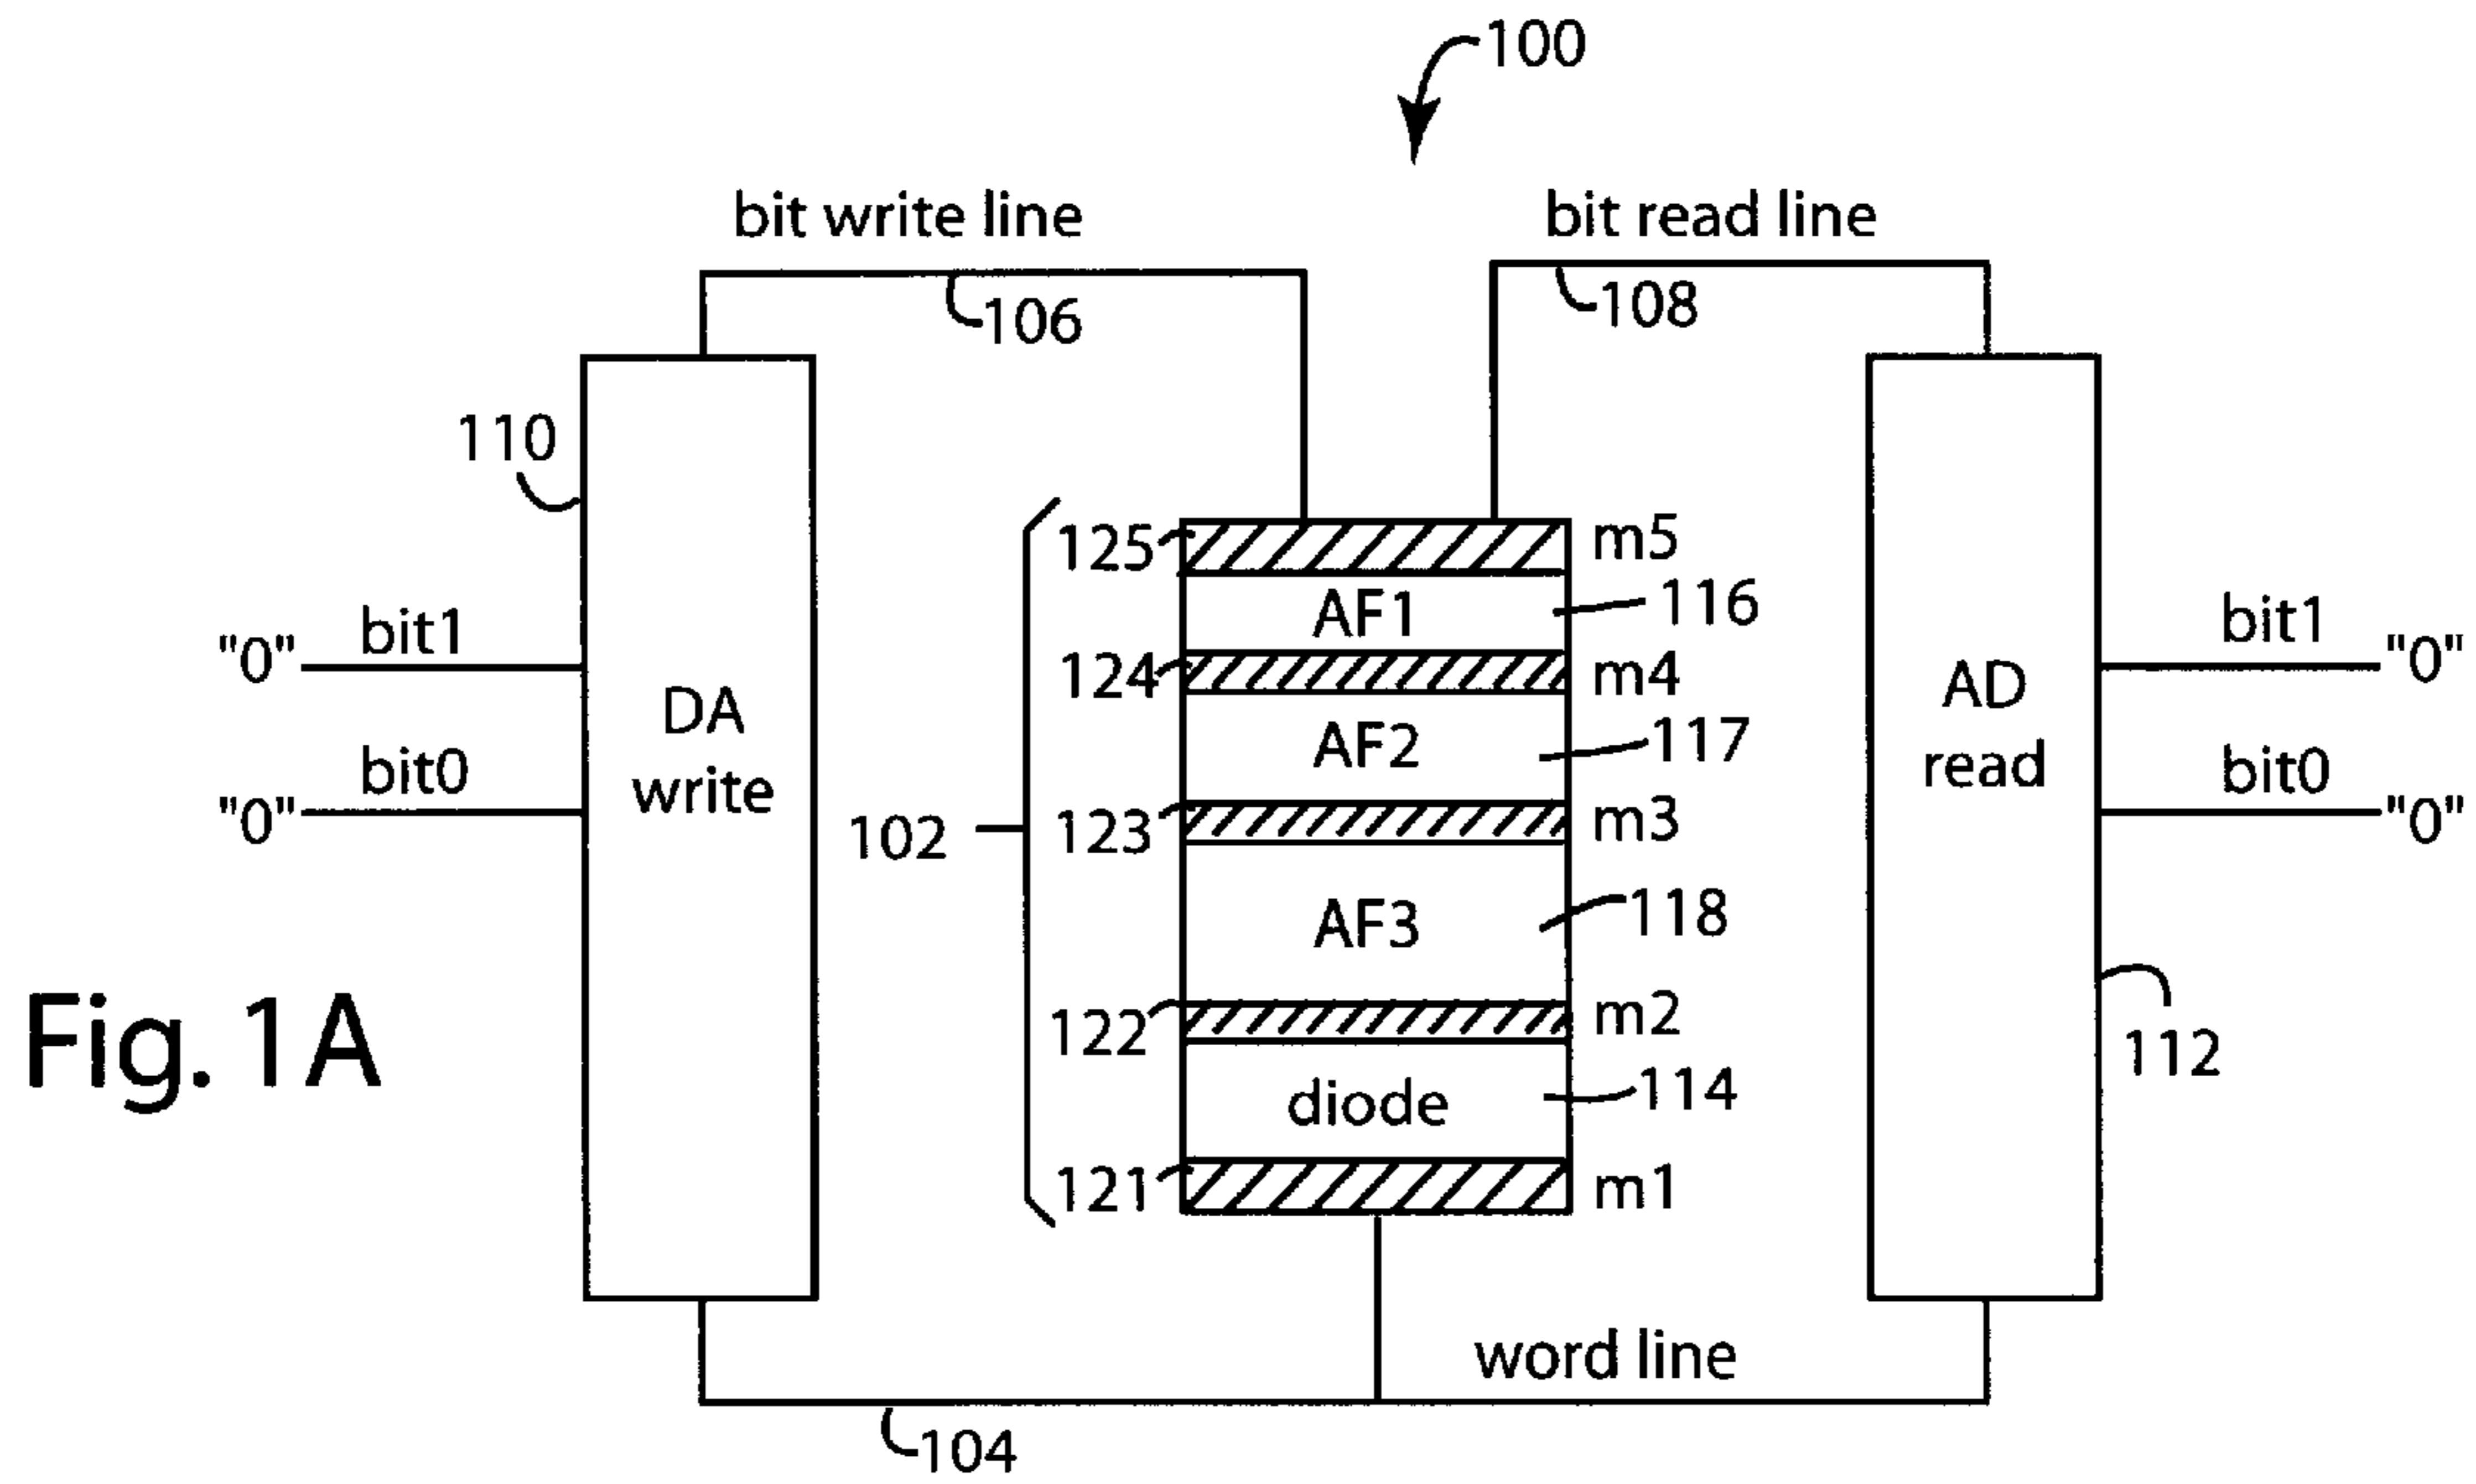 100
bit write line
bit read line
106
108
110
125
m5
AF1
116
"0"
bit1
124
m4
DA
write
AF2
117
AD
read
bit1
"0"
"0"
bit0
102
123
m3
bit0
"0"
AF3
118
Fig. 1A
122
m2
112
diode
114
121
m1
word line
104